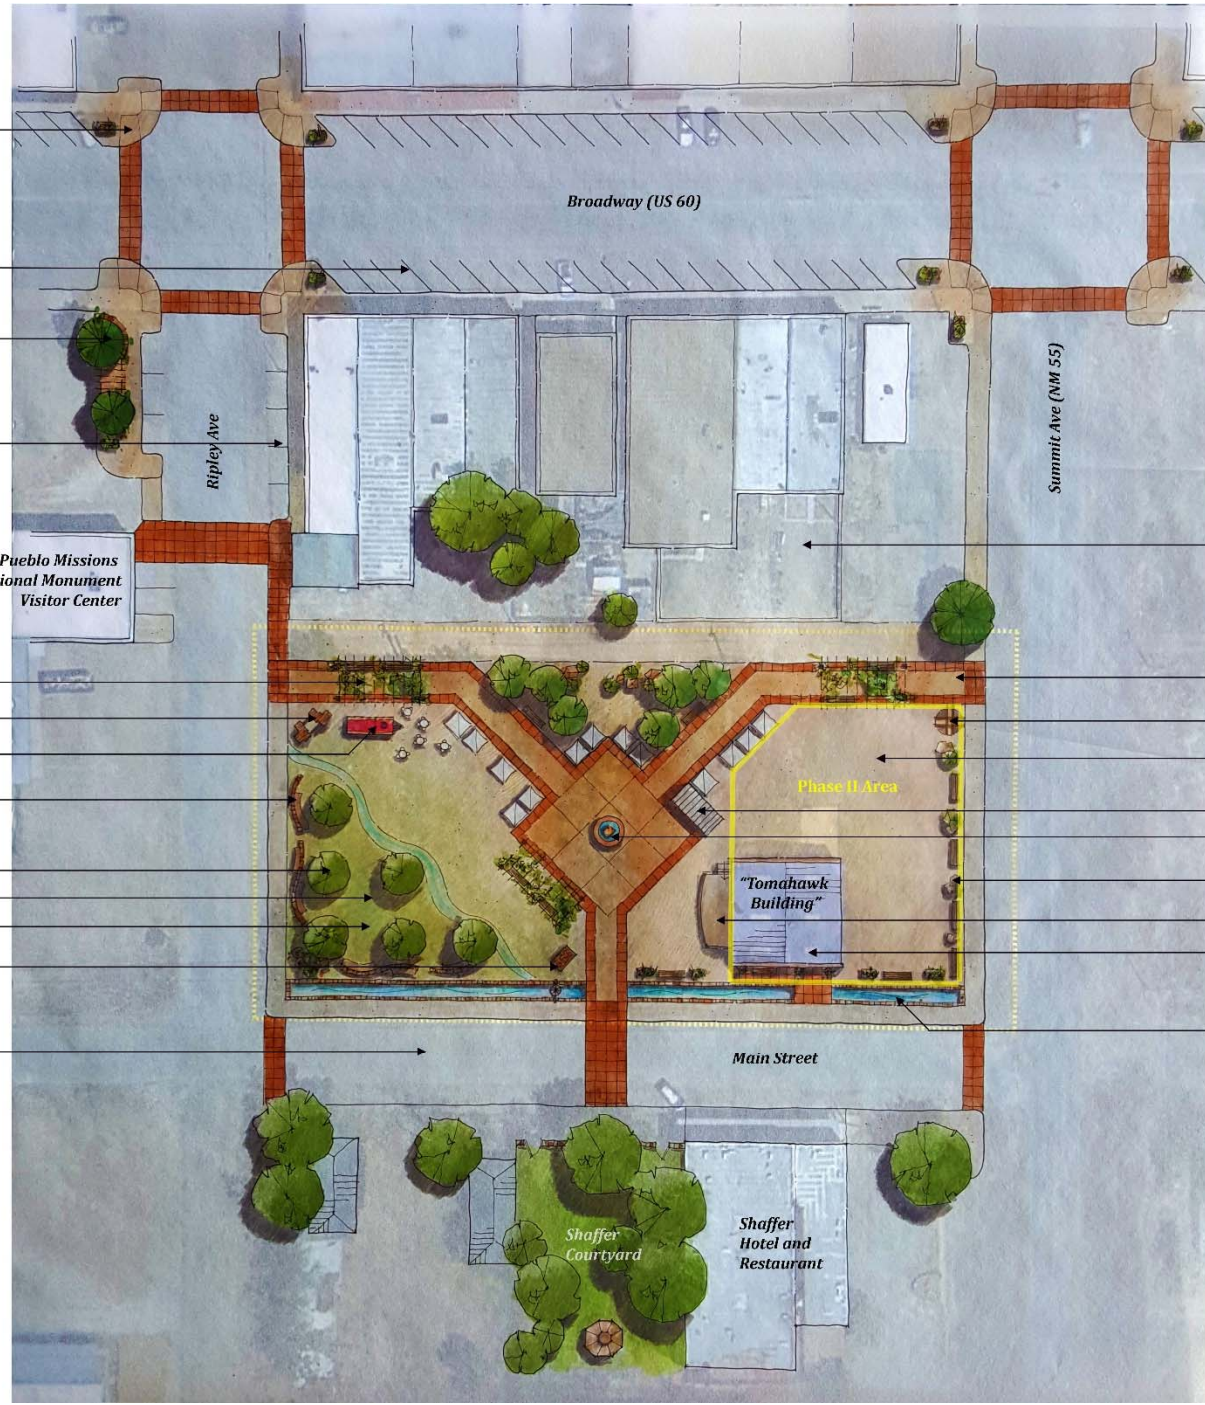 Broadway (US 60)
Summit Ave (NM 55)
Ripley Ave
Pueblo Missions
ional Monument
Visitor Center
Phase II Area
"Tomahawk
Building"
Main Street
Shaffer
Courtyard
Shaffer
Hotel and
Restaurant